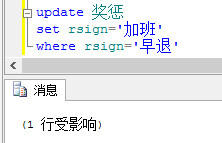 update 奖惩
set rsign='加班'
where rsign='早退'
消息
(1 行受影响)